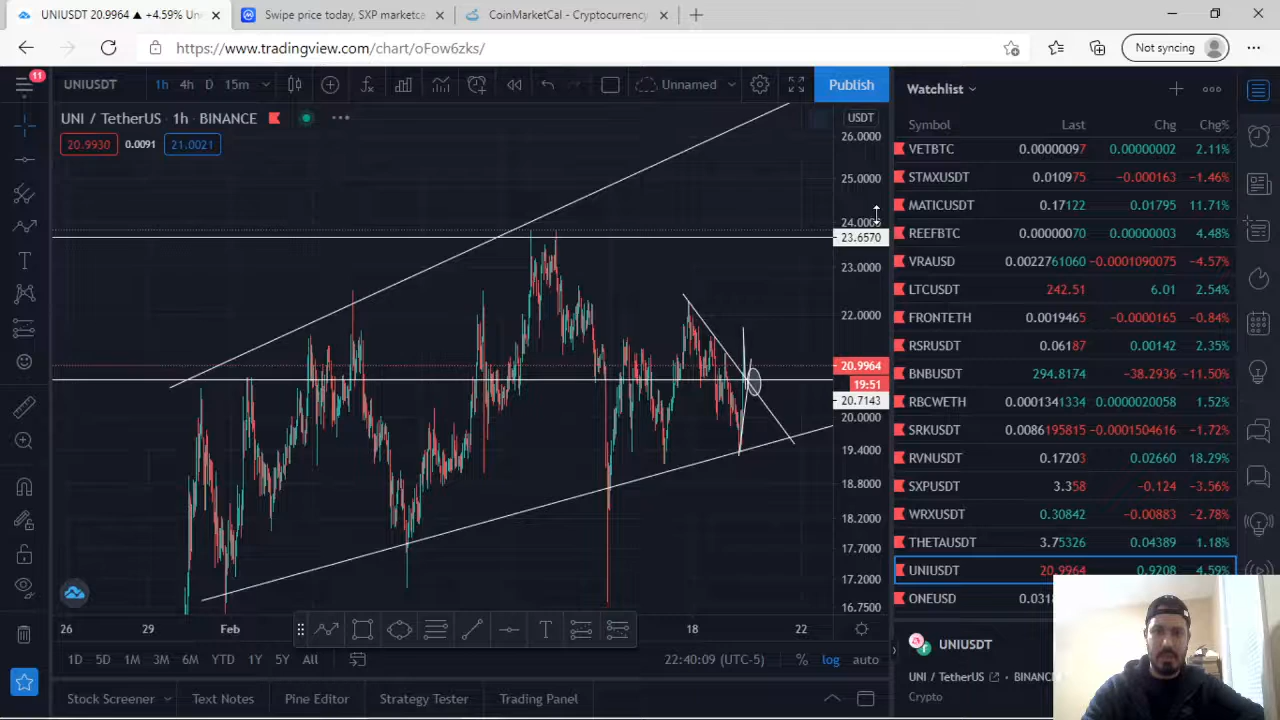 UNIUSDT 20.9964 ▲ +4.59% Un
Swipe price today, SXP marketca
CoinMarketCal - Cryptocurrency
https://www.tradingview.com/chart/oFow6zks/
Not syncing
11
UNIUSDT
1h 4h D 15m
Unnamed
Publish
UNI / TetherUS · 1h · BINANCE
20.9930 0.0091 21.0021
USDT
26.0000
25.0000
24.0000
23.6570
23.0000
22.0000
20.9964
19:51
20.7143
20.0000
19.4000
18.8000
18.2000
17.7000
17.2000
16.7500
26 29 Feb 18 22
1D 5D 1M 3M 6M YTD 1Y 5Y All
22:40:09 (UTC-5) % log auto
Stock Screener Text Notes Pine Editor Strategy Tester Trading Panel
Watchlist
Symbol Last Chg Chg%
VETBTC 0.00000097 0.00000002 2.11%
STMXUSDT 0.010975 -0.000163 -1.46%
MATICUSDT 0.17122 0.01795 11.71%
REEFBTC 0.00000070 0.00000003 4.48%
VRAUSD 0.0022761060 -0.0001090075 -4.57%
LTCUSDT 242.51 6.01 2.54%
FRONTETH 0.0019465 -0.0000165 -0.84%
RSRUSDT 0.06187 0.00142 2.35%
BNBUSDT 294.8174 -38.2936 -11.50%
RBCWETH 0.0001341334 0.0000020058 1.52%
SRKUSDT 0.0086195815 -0.0001504616 -1.72%
RVNUSDT 0.17203 0.02660 18.29%
SXPUSDT 3.358 -0.124 -3.56%
WRXUSDT 0.30842 -0.00883 -2.78%
THETAUSDT 3.75326 0.04389 1.18%
UNIUSDT 20.9964 0.9208 4.59%
ONEUSD 0.0318
UNIUSDT
UNI / TetherUS · BINANC
Crypto